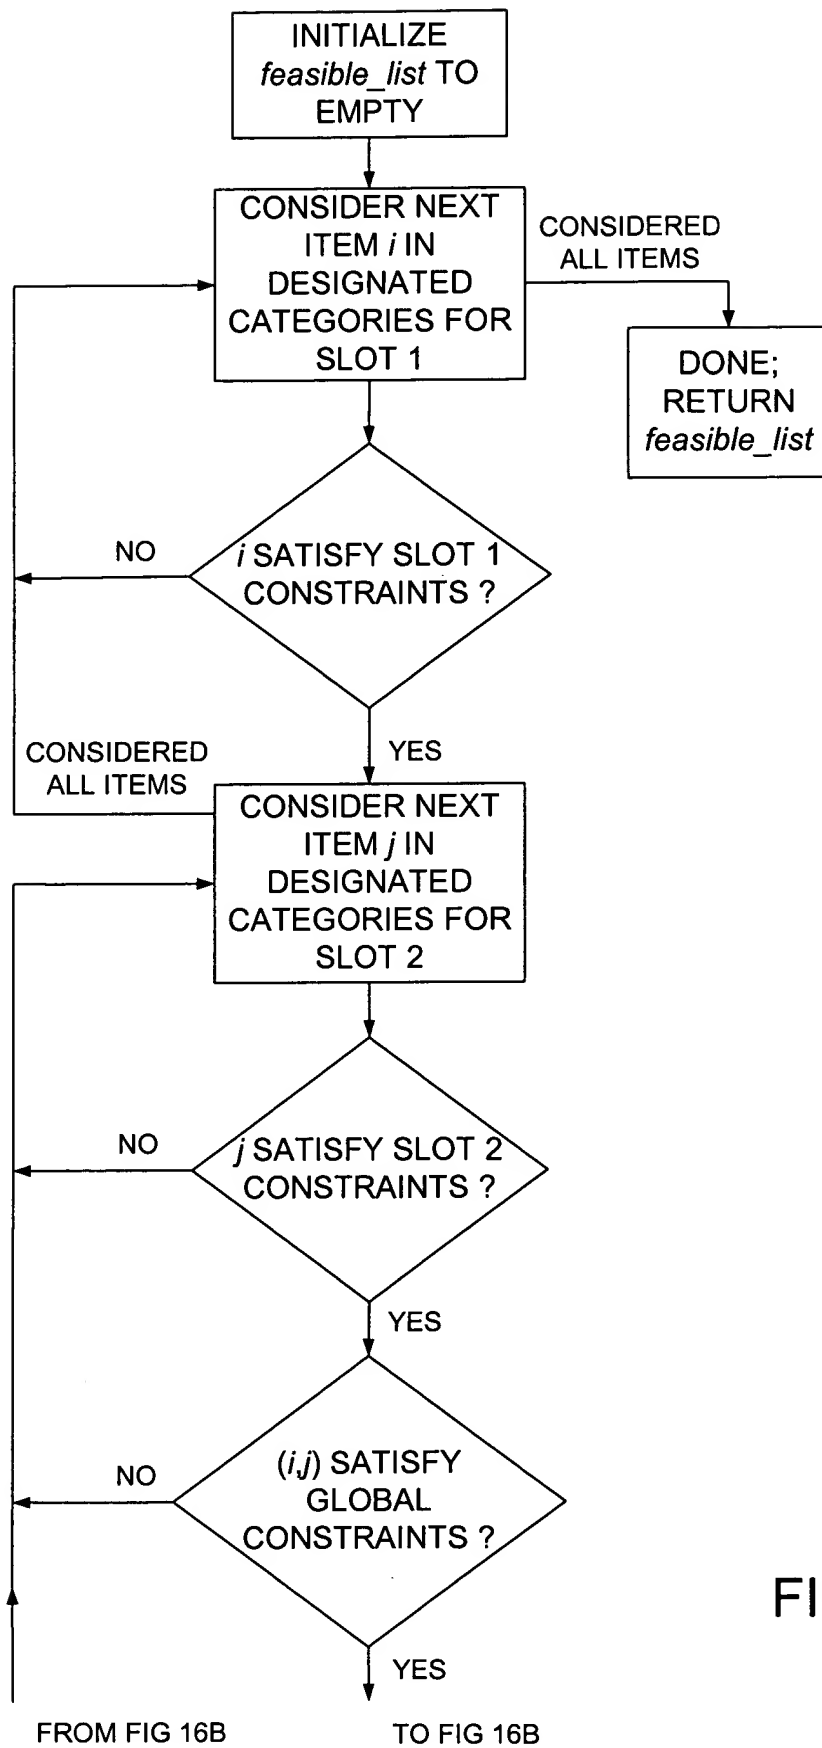 INITIALIZE
feasible_list TO
EMPTY
CONSIDER NEXT
ITEM i IN
DESIGNATED
CATEGORIES FOR
SLOT 1
CONSIDERED
ALL ITEMS
DONE;
RETURN
feasible_list
i SATISFY SLOT 1
CONSTRAINTS ?
NO
YES
CONSIDERED
ALL ITEMS
CONSIDER NEXT
ITEM j IN
DESIGNATED
CATEGORIES FOR
SLOT 2
j SATISFY SLOT 2
CONSTRAINTS ?
NO
YES
(i,j) SATISFY
GLOBAL
CONSTRAINTS ?
NO
FI
YES
FROM FIG 16B
TO FIG 16B